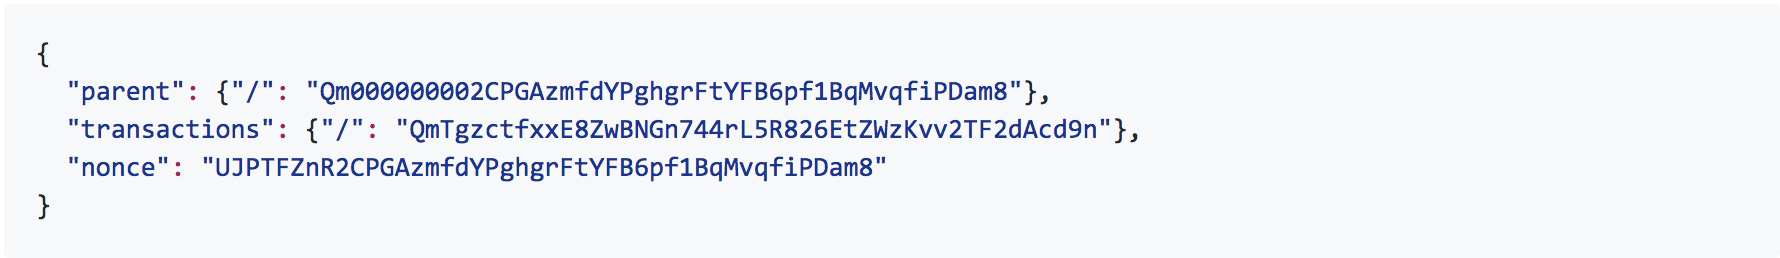 {
"parent": {"/": "Qm000000002CPGAzmfdYPghgrFtYFB6pf1BqMvqfiPDam8"},
"transactions": {"/": "QmTgzctfxxE8ZwBNGn744rL5R826EtZWzKvv2TF2dAcd9n"},
"nonce": "UJPTFZnR2CPGAzmfdYPghgrFtYFB6pf1BqMvqfiPDam8"
}